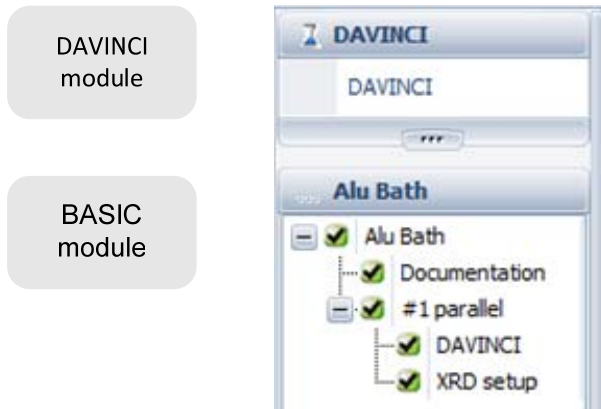 DAVINCI
module
BASIC
module
DAVINCI
DAVINCI
Alu Bath
Alu Bath
Documentation
#1 parallel
DAVINCI
XRD setup